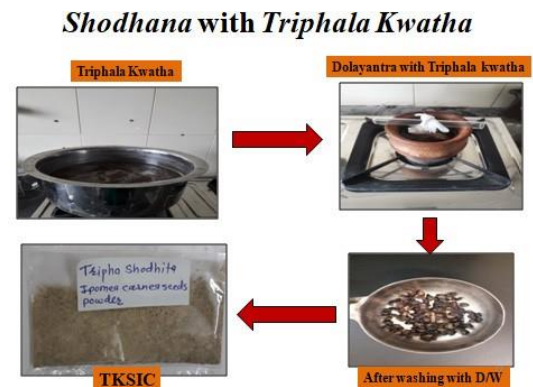 Shodhana with Triphala Kwatha
Triphala Kwatha
Dolayantra with Triphala kwatha
Tripha Shodhita
Ipomea carnea seeds
powder
TKSIC
After washing with D/W